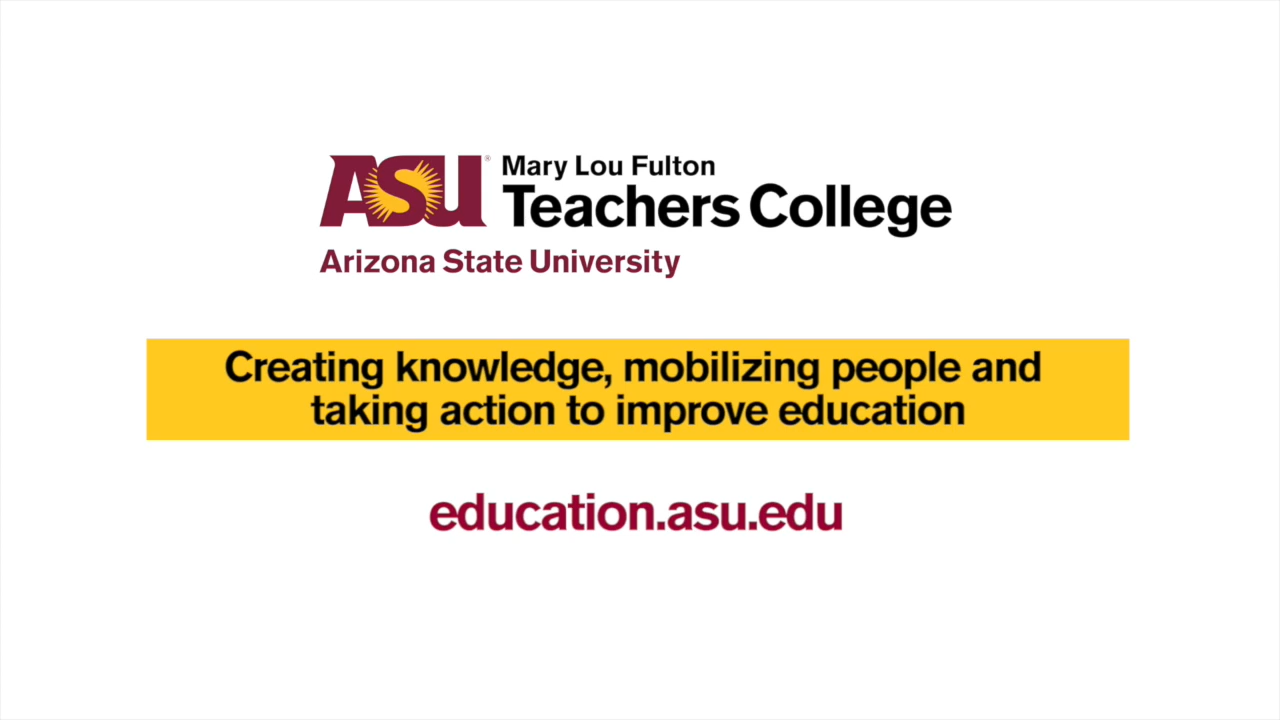 ASU® Mary Lou Fulton
Teachers College
Arizona State University
Creating knowledge, mobilizing people and
taking action to improve education
education.asu.edu